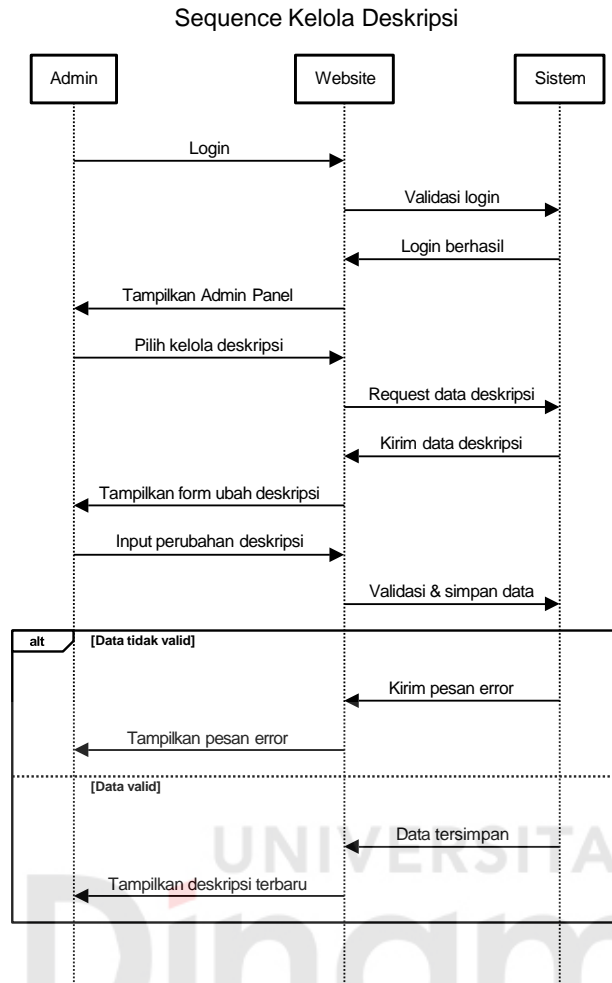 Sequence Kelola Deskripsi
Admin
Website
Sistem
Login
Validasi login
Login berhasil
Tampilkan Admin Panel
Pilih kelola deskripsi
Request data deskripsi
Kirim data deskripsi
Tampilkan form ubah deskripsi
Input perubahan deskripsi
Validasi & simpan data
alt
[Data tidak valid]
Kirim pesan error
Tampilkan pesan error
[Data valid]
UNIVERSITA
Data tersimpan
Tampilkan deskripsi terbaru
Dinam